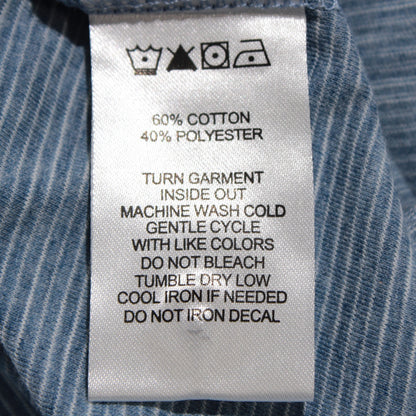 60% COTTON
40% POLYESTER
TURN GARMENT
INSIDE OUT
MACHINE WASH COLD
GENTLE CYCLE
WITH LIKE COLORS
DO NOT BLEACH
TUMBLE DRY LOW
COOL IRON IF NEEDED
DO NOT IRON DECAL